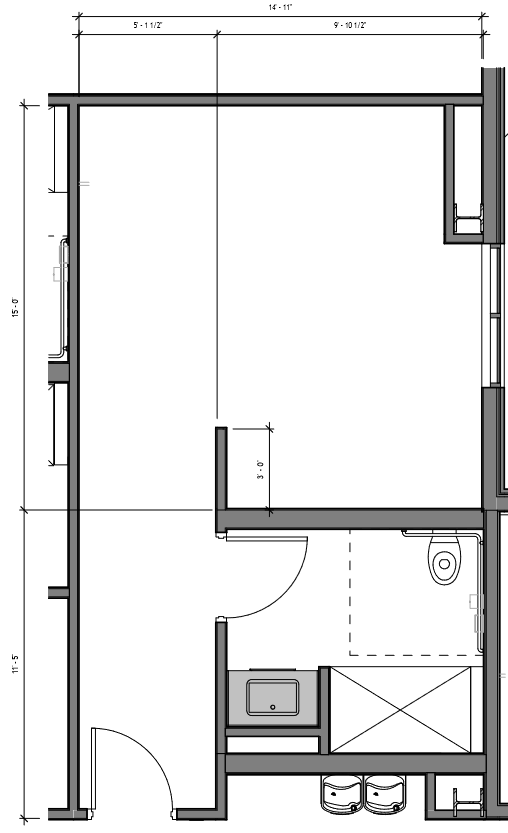 14' - 11"
5' - 1 1/2"
9' - 10 1/2"
15' - 0"
3' - 0"
11' - 5"